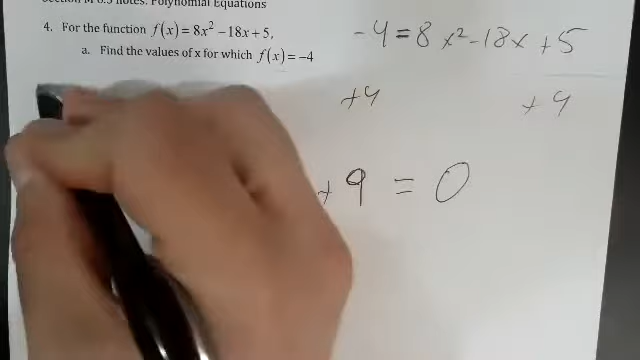 Section M 6.3 notes: Polynomial Equations
4. For the function f(x) = 8x² − 18x + 5,
a. Find the values of x for which f(x) = −4
-4 = 8x² - 18x + 5
+4 +4
+ 9 = 0